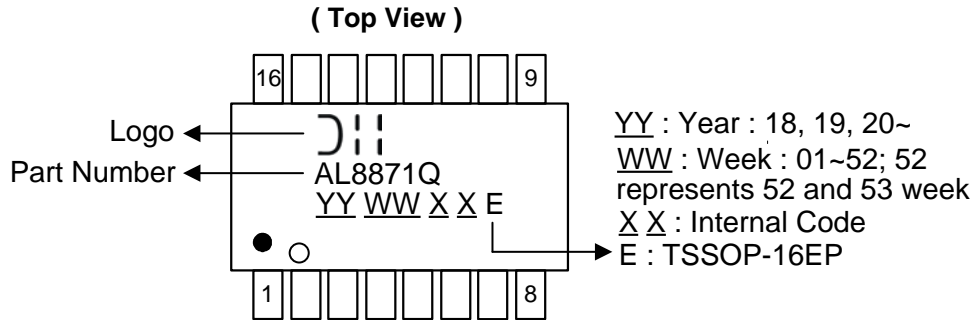 ( Top View )
16 9
Logo
Part Number
AL8871Q
YY WW X X E
1 8
YY : Year : 18, 19, 20~
WW : Week : 01~52; 52
represents 52 and 53 week
X X : Internal Code
E : TSSOP-16EP